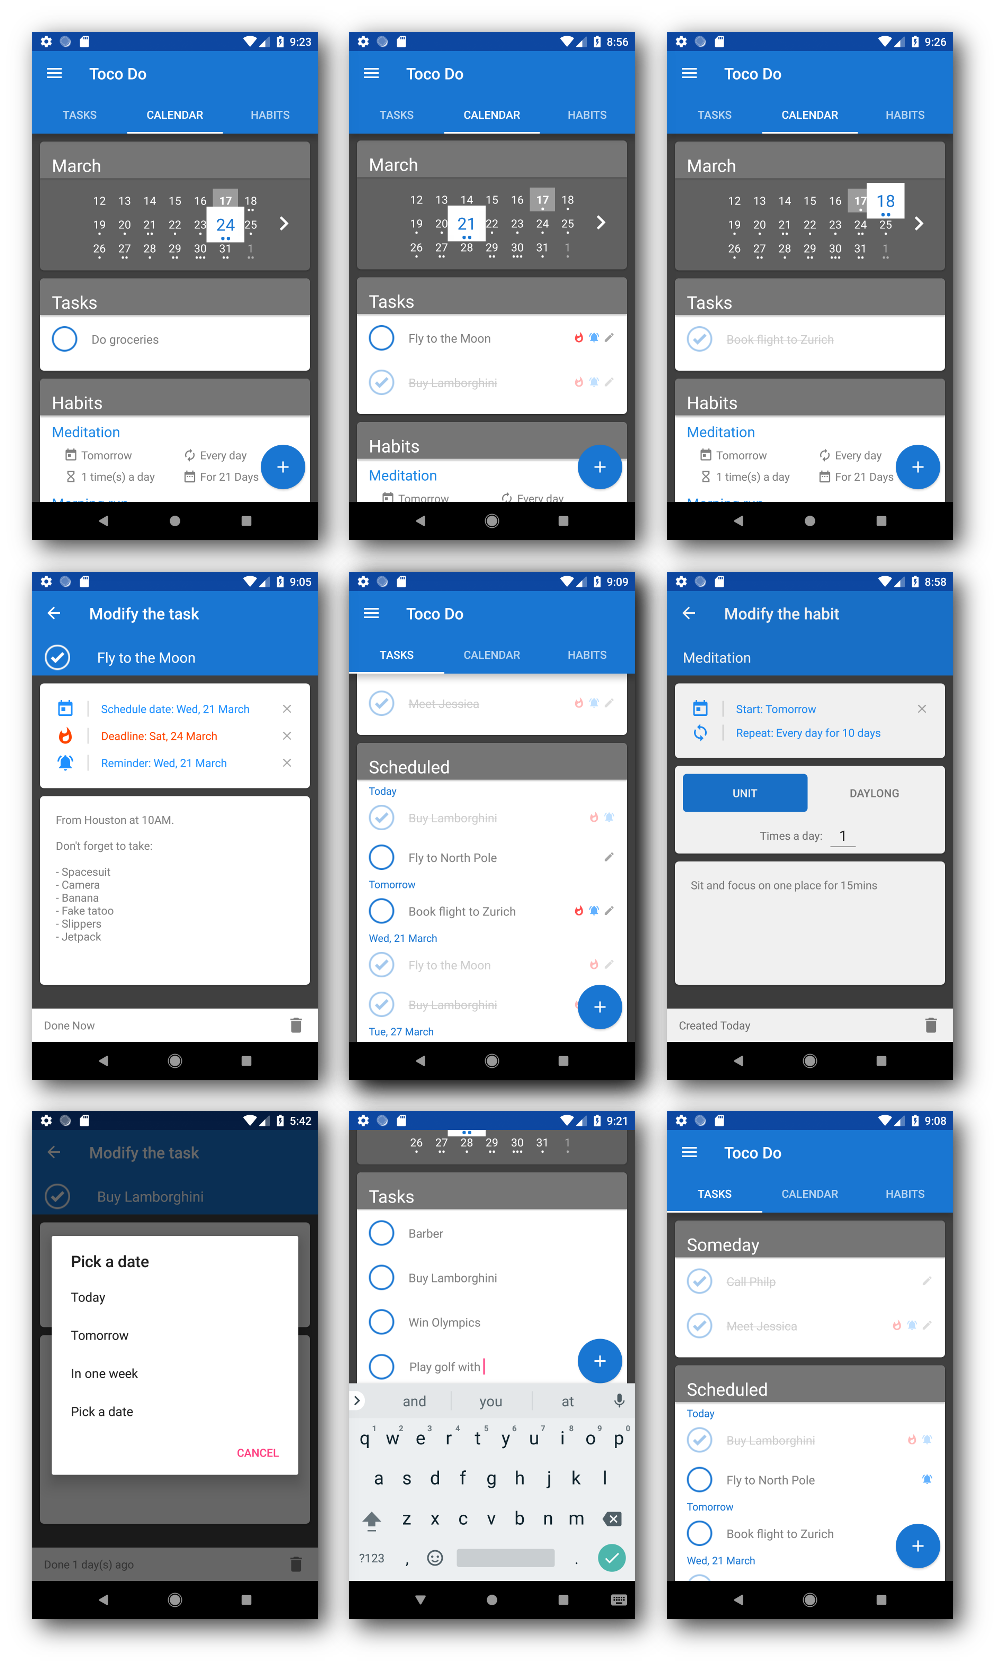 9:23
Toco Do
TASKS CALENDAR HABITS
March
12 13 14 15 16 17 18
19 20 21 22 23 24 25
26 27 28 29 30 31 1
Tasks
Do groceries
Habits
Meditation
Tomorrow Every day
1 time(s) a day For 21 Days
Morning run
8:56
Toco Do
TASKS CALENDAR HABITS
March
12 13 14 15 16 17 18
19 20 21 22 23 24 25
26 27 28 29 30 31 1
Tasks
Fly to the Moon
Buy Lamborghini
Habits
Meditation
Tomorrow Every day
9:26
Toco Do
TASKS CALENDAR HABITS
March
12 13 14 15 16 17 18
19 20 21 22 23 24 25
26 27 28 29 30 31 1
Tasks
Book flight to Zurich
Habits
Meditation
Tomorrow Every day
1 time(s) a day For 21 Days
Morning run
9:05
Modify the task
Fly to the Moon
Schedule date: Wed, 21 March
Deadline: Sat, 24 March
Reminder: Wed, 21 March
From Houston at 10AM.
Don't forget to take:
- Spacesuit
- Camera
- Banana
- Fake tatoo
- Slippers
- Jetpack
Done Now
9:09
Toco Do
TASKS CALENDAR HABITS
Meet Jessica
Scheduled
Today
Buy Lamborghini
Fly to North Pole
Tomorrow
Book flight to Zurich
Wed, 21 March
Fly to the Moon
Buy Lamborghini
Tue, 27 March
8:58
Modify the habit
Meditation
Start: Tomorrow
Repeat: Every day for 10 days
UNIT DAYLONG
Times a day: 1
Sit and focus on one place for 15mins
Created Today
5:42
Modify the task
Buy Lamborghini
Pick a date
Today
Tomorrow
In one week
Pick a date
CANCEL
Done 1 day(s) ago
9:21
26 27 28 29 30 31 1
Tasks
Barber
Buy Lamborghini
Win Olympics
Play golf with
and you at
q1 w2 e3 r4 t5 y6 u7 i8 o9 p0
a s d f g h j k l
z x c v b n m
?123 , .
9:08
Toco Do
TASKS CALENDAR HABITS
Someday
Call Philp
Meet Jessica
Scheduled
Today
Buy Lamborghini
Fly to North Pole
Tomorrow
Book flight to Zurich
Wed, 21 March